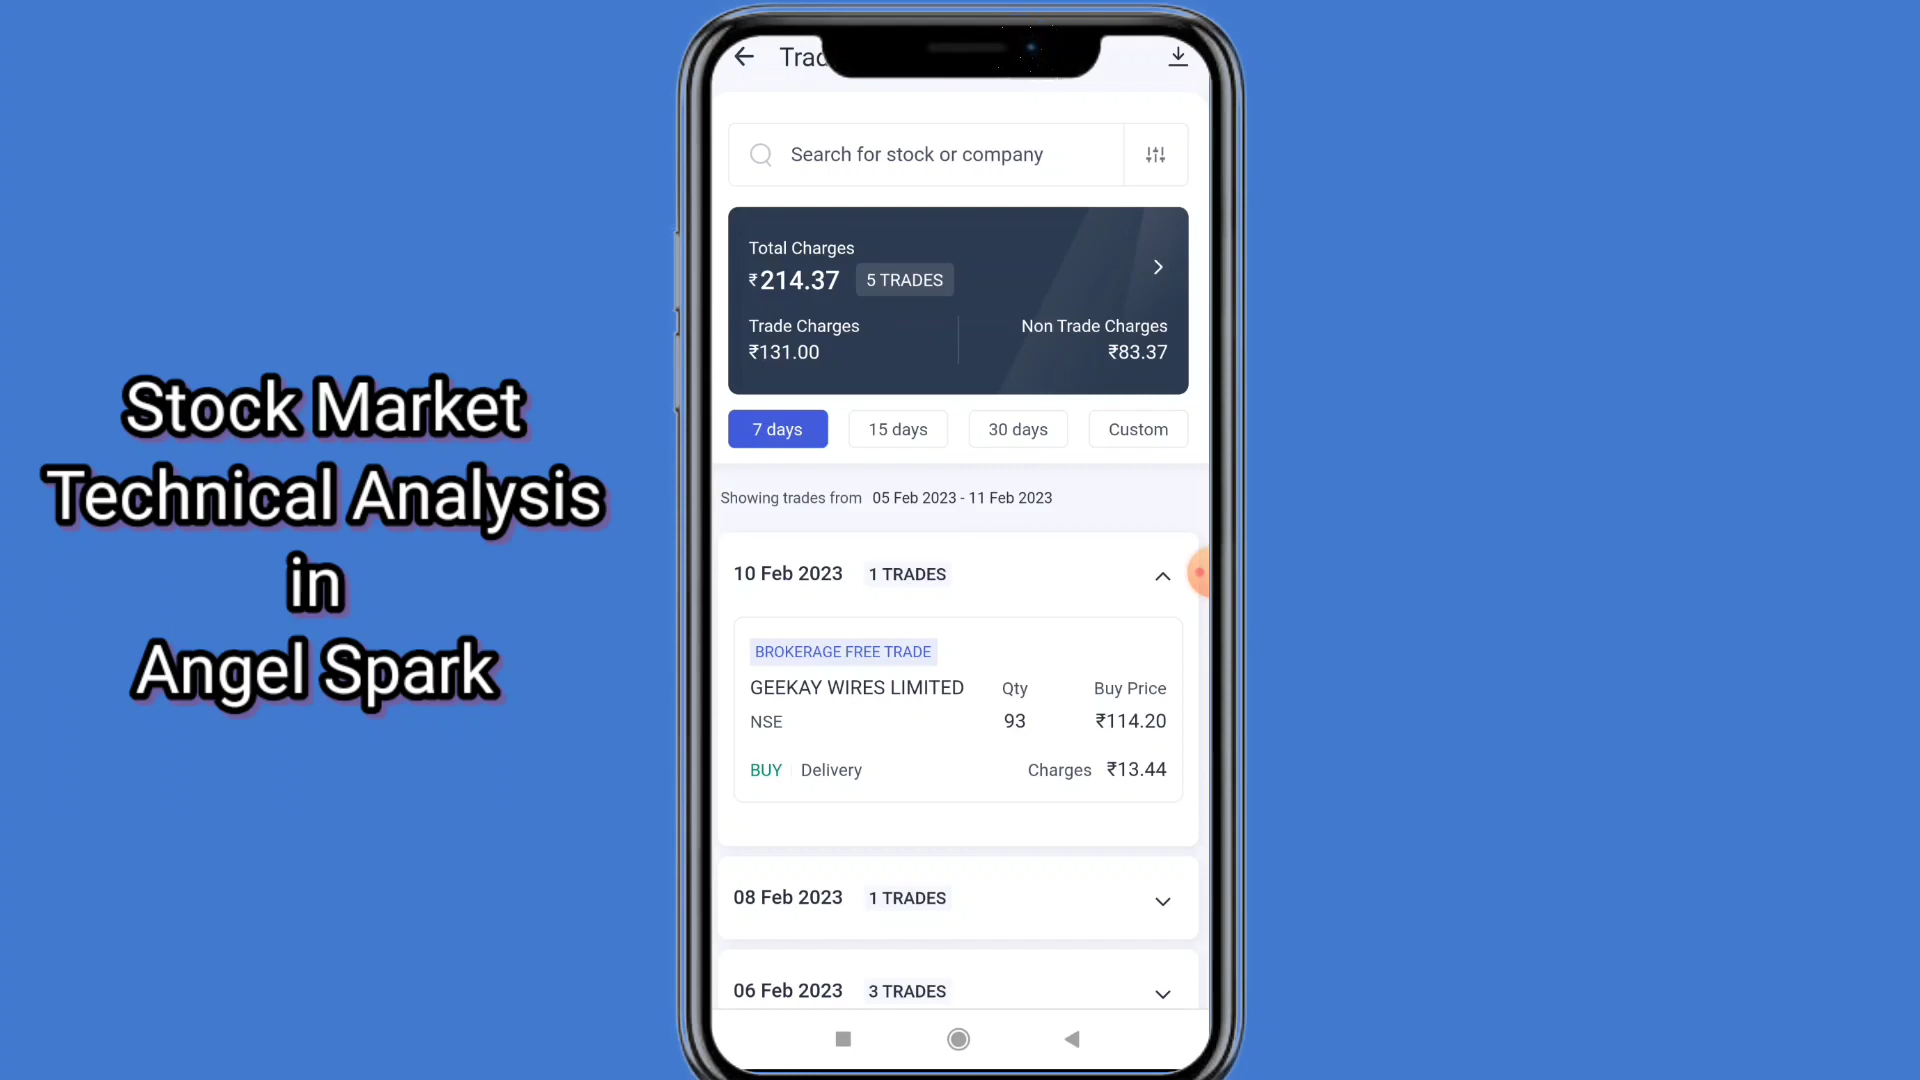 Stock Market
Technical Analysis
in
Angel Spark
Search for stock or company
Total Charges
₹214.37 5 TRADES
Trade Charges Non Trade Charges
₹131.00 ₹83.37
7 days 15 days 30 days Custom
Showing trades from 05 Feb 2023 - 11 Feb 2023
10 Feb 2023 1 TRADES
BROKERAGE FREE TRADE
GEEKAY WIRES LIMITED Qty Buy Price
NSE 93 ₹114.20
BUY Delivery Charges ₹13.44
08 Feb 2023 1 TRADES
06 Feb 2023 3 TRADES